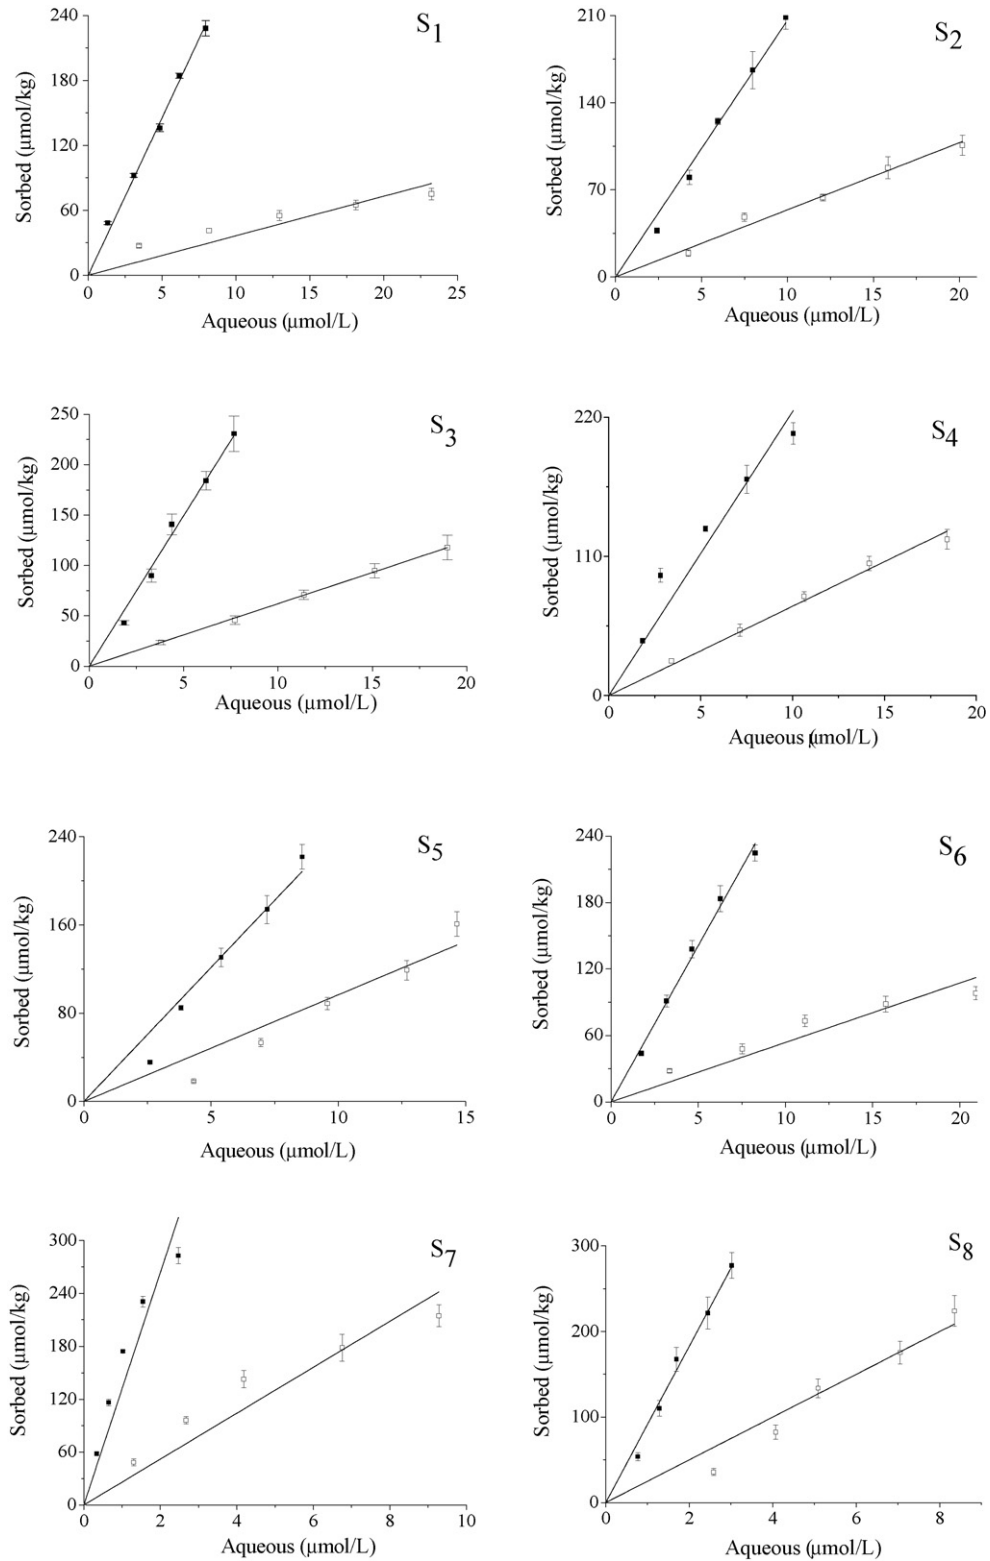 S1
240
180
120
60
0
Sorbed (µmol/kg)
0 5 10 15 20 25
Aqueous (µmol/L)
S2
210
140
70
0
Sorbed (µmol/kg)
0 5 10 15 20
Aqueous (µmol/L)
S3
250
200
150
100
50
0
Sorbed (µmol/kg)
0 5 10 15 20
Aqueous (µmol/L)
S4
220
110
0
Sorbed (µmol/kg)
0 5 10 15 20
Aqueous (µmol/L)
S5
240
160
80
0
Sorbed (µmol/kg)
0 5 10 15
Aqueous (µmol/L)
S6
240
180
120
60
0
Sorbed (µmol/kg)
0 5 10 15 20
Aqueous (µmol/L)
S7
300
240
180
120
60
0
Sorbed (µmol/kg)
0 2 4 6 8 10
Aqueous (µmol/L)
S8
300
200
100
0
Sorbed (µmol/kg)
0 2 4 6 8
Aqueous (µmol/L)